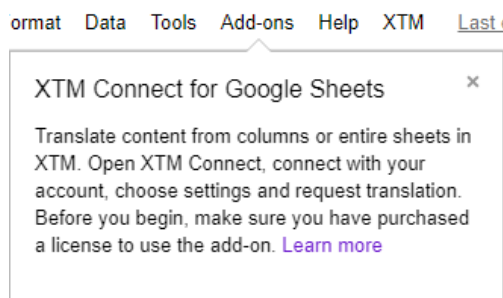 ormat Data Tools Add-ons Help XTM Last
XTM Connect for Google Sheets ×
Translate content from columns or entire sheets in
XTM. Open XTM Connect, connect with your
account, choose settings and request translation.
Before you begin, make sure you have purchased
a license to use the add-on. Learn more